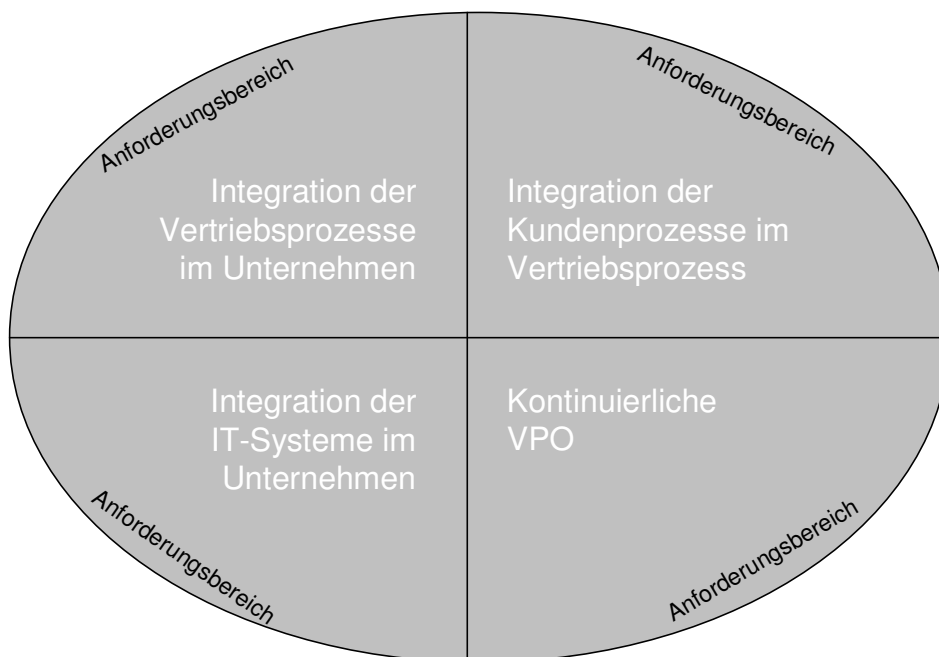 Anforderungsbereich
Integration der
Vertriebsprozesse
im Unternehmen
Anforderungsbereich
Integration der
Kundenprozesse im
Vertriebsprozess
Integration der
IT-Systeme im
Unternehmen
Anforderungsbereich
Kontinuierliche
VPO
Anforderungsbereich